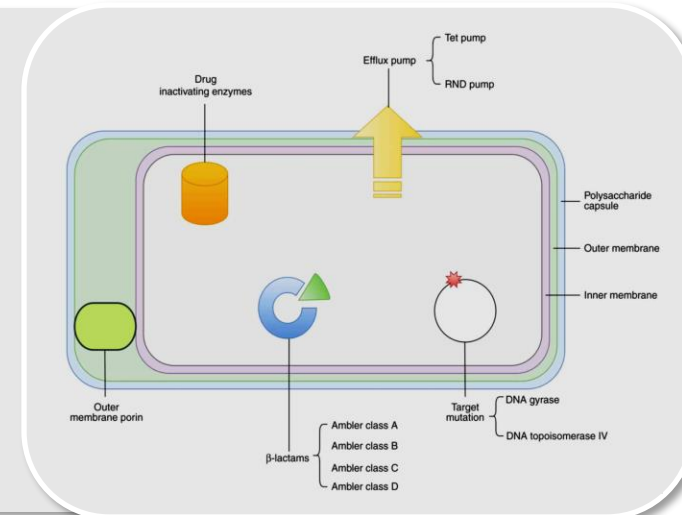 Tet pump
Efflux pump
RND pump
Drug
inactivating enzymes
Polysaccharide
capsule
Outer membrane
Inner membrane
Outer
membrane porin
β-lactams
Ambler class A
Ambler class B
Ambler class C
Ambler class D
Target
mutation
DNA gyrase
DNA topoisomerase IV